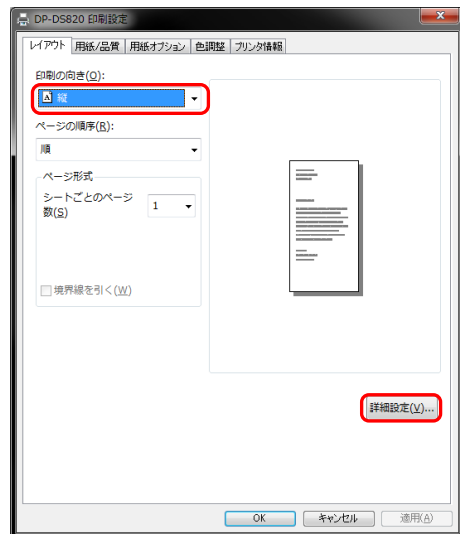 DP-DS820 印刷設定
レイアウト 用紙/品質 用紙オプション 色調整 プリンタ情報
印刷の向き(O):
縦
ページの順序(R):
順
ページ形式
シートごとのページ
数(S)
1
境界線を引く(W)
詳細設定(V)...
OK キャンセル 適用(A)